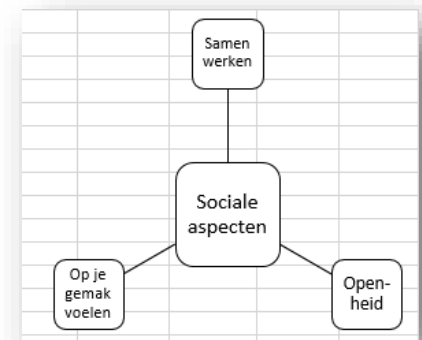 Samen
werken
Sociale
aspecten
Op je
gemak
voelen
Open-
heid